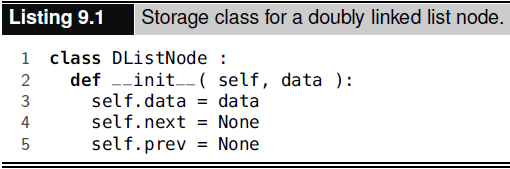 Listing 9.1 Storage class for a doubly linked list node.
1 class DListNode :
2   def __init__( self, data ):
3     self.data = data
4     self.next = None
5     self.prev = None